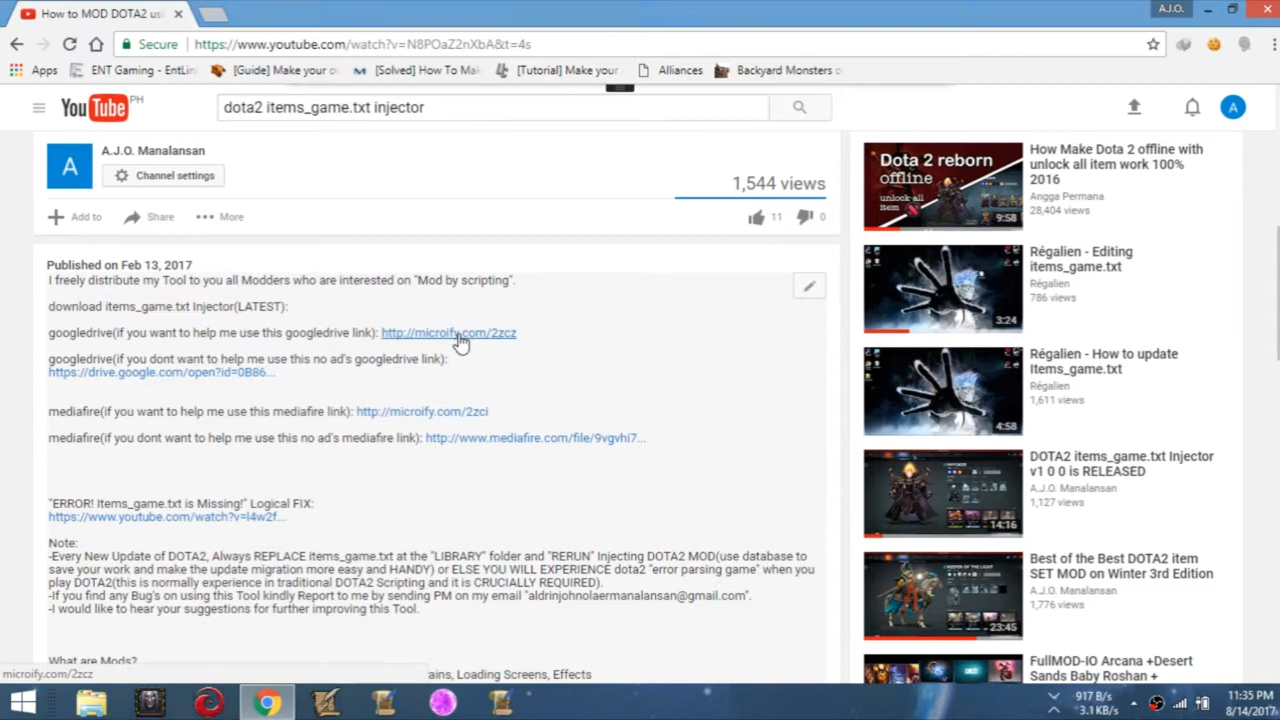 How to MOD DOTA2 us
A.J.O.
Secure https://www.youtube.com/watch?v=N8POaZ2nXbA&t=4s
Apps ENT Gaming - EntLin [Guide] Make your o [Solved] How To Mak [Tutorial] Make your Alliances Backyard Monsters o
YouTube PH
dota2 items_game.txt injector
A
A
A.J.O. Manalansan
Channel settings
1,544 views
Add to Share More
11 0
Published on Feb 13, 2017
I freely distribute my Tool to you all Modders who are interested on "Mod by scripting".
download items_game.txt Injector(LATEST):
googledrive(if you want to help me use this googledrive link): http://microify.com/2zcz
googledrive(if you dont want to help me use this no ad's googledrive link):
https://drive.google.com/open?id=0B86...
mediafire(if you want to help me use this mediafire link): http://microify.com/2zci
mediafire(if you dont want to help me use this no ad's mediafire link): http://www.mediafire.com/file/9vgvhi7...
"ERROR! Items_game.txt is Missing!" Logical FIX:
https://www.youtube.com/watch?v=l4w2f...
Note:
-Every New Update of DOTA2, Always REPLACE items_game.txt at the "LIBRARY" folder and "RERUN" Injecting DOTA2 MOD(use database to
save your work and make the update migration more easy and HANDY) or ELSE YOU WILL EXPERIENCE dota2 "error parsing game" when you
play DOTA2(this is normally experience in traditional DOTA2 Scripting and it is CRUCIALLY REQUIRED).
-If you find any Bug's on using this Tool kindly Report to me by sending PM on my email "aldrinjohnolaermanalansan@gmail.com".
-I would like to hear your suggestions for further improving this Tool.
What are Mods?
ains, Loading Screens, Effects
microify.com/2zcz
Dota 2 reborn
offline
unlock all
item
9:58
How Make Dota 2 offline with
unlock all item work 100%
2016
Angga Permana
28,404 views
3:24
Régalien - Editing
items_game.txt
Régalien
786 views
4:58
Régalien - How to update
Items_game.txt
Régalien
1,611 views
14:16
DOTA2 items_game.txt Injector
v1 0 0 is RELEASED
A.J.O. Manalansan
1,127 views
KEEPER OF THE LIGHT
23:45
Best of the Best DOTA2 item
SET MOD on Winter 3rd Edition
A.J.O. Manalansan
1,776 views
FullMOD-IO Arcana +Desert
Sands Baby Roshan +
917 B/s
3.1 KB/s
11:35 PM
8/14/2017